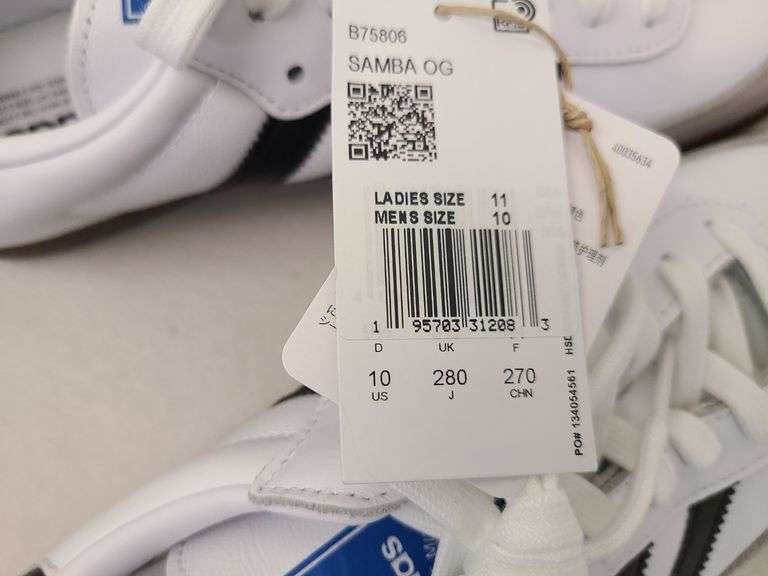 B75806
SAMBA OG
LADIES SIZE 11
MENS SIZE 10
1 95703 31208 3
D UK F
10 280 270
US J CHN
PO# 134054561